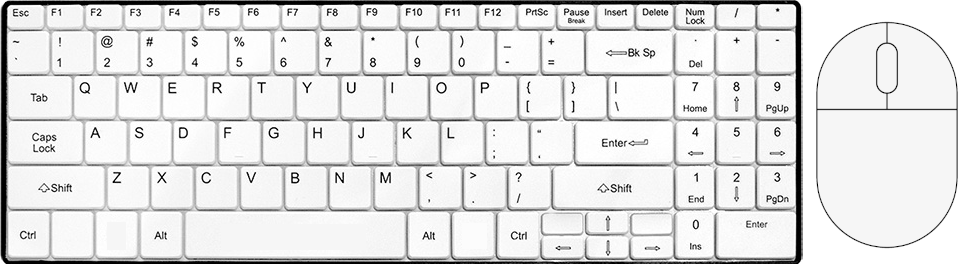 Esc F1 F2 F3 F4 F5 F6 F7 F8 F9 F10 F11 F12 PrtSc Pause Break Insert Delete Num Lock / *
~ ! @ # $ % ^ & * ( ) _ +
⇐Bk Sp
. + -
` 1 2 3 4 5 6 7 8 9 0 - =
Del
Tab Q W E R T Y U I O P { } | 7 8 9
[ ] \ Home ⇑ PgUp
Caps Lock A S D F G H J K L : “ Enter 4 5 6
; , ⇐ ⇒
⇧Shift Z X C V B N M < > ? ⇧Shift 1 2 3
, . / End ⇓ PgDn
Ctrl Alt Alt Ctrl ⇑ 0 Enter
⇐ ⇓ ⇒ Ins